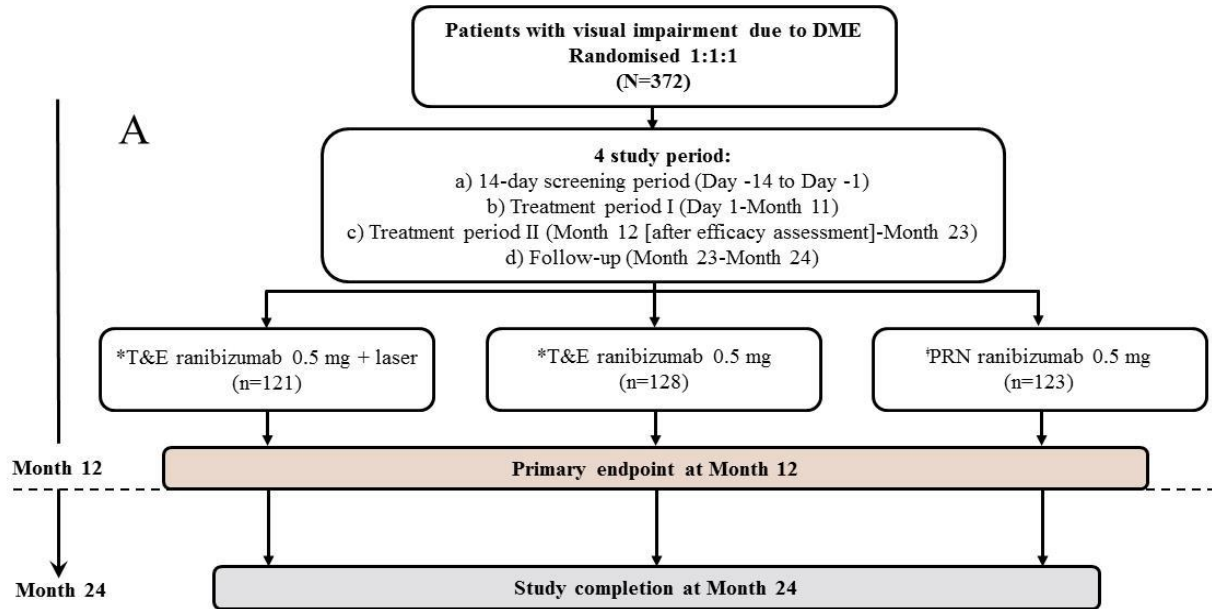 Patients with visual impairment due to DME
Randomised 1:1:1
(N=372)
A
4 study period:
a) 14-day screening period (Day -14 to Day -1)
b) Treatment period I (Day 1-Month 11)
c) Treatment period II (Month 12 [after efficacy assessment]-Month 23)
d) Follow-up (Month 23-Month 24)
*T&E ranibizumab 0.5 mg + laser
(n=121)
*T&E ranibizumab 0.5 mg
(n=128)
ǂPRN ranibizumab 0.5 mg
(n=123)
Month 12
Primary endpoint at Month 12
Month 24
Study completion at Month 24